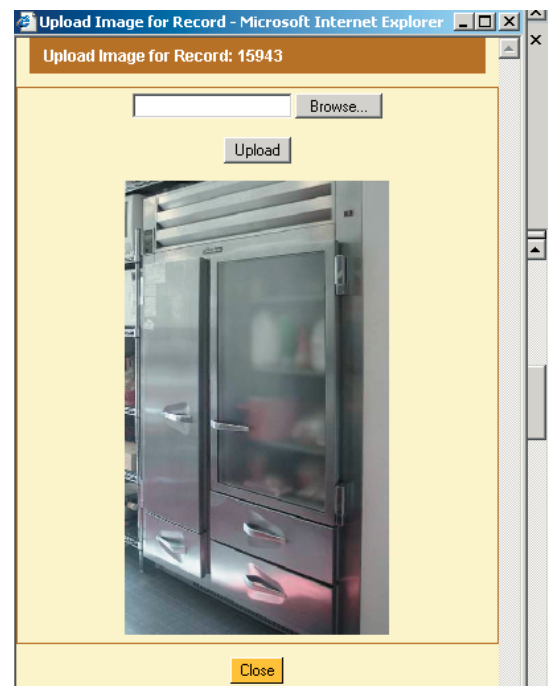 Upload Image for Record - Microsoft Internet Explorer
Upload Image for Record: 15943
Browse...
Upload
Close